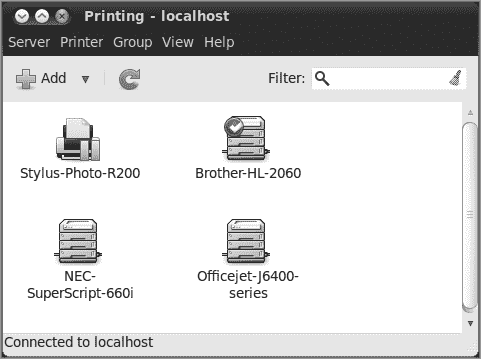 Printing - localhost
Server Printer Group View Help
Add Filter:
Stylus-Photo-R200 Brother-HL-2060
NEC-
SuperScript-660i
Officejet-J6400-
series
Connected to localhost